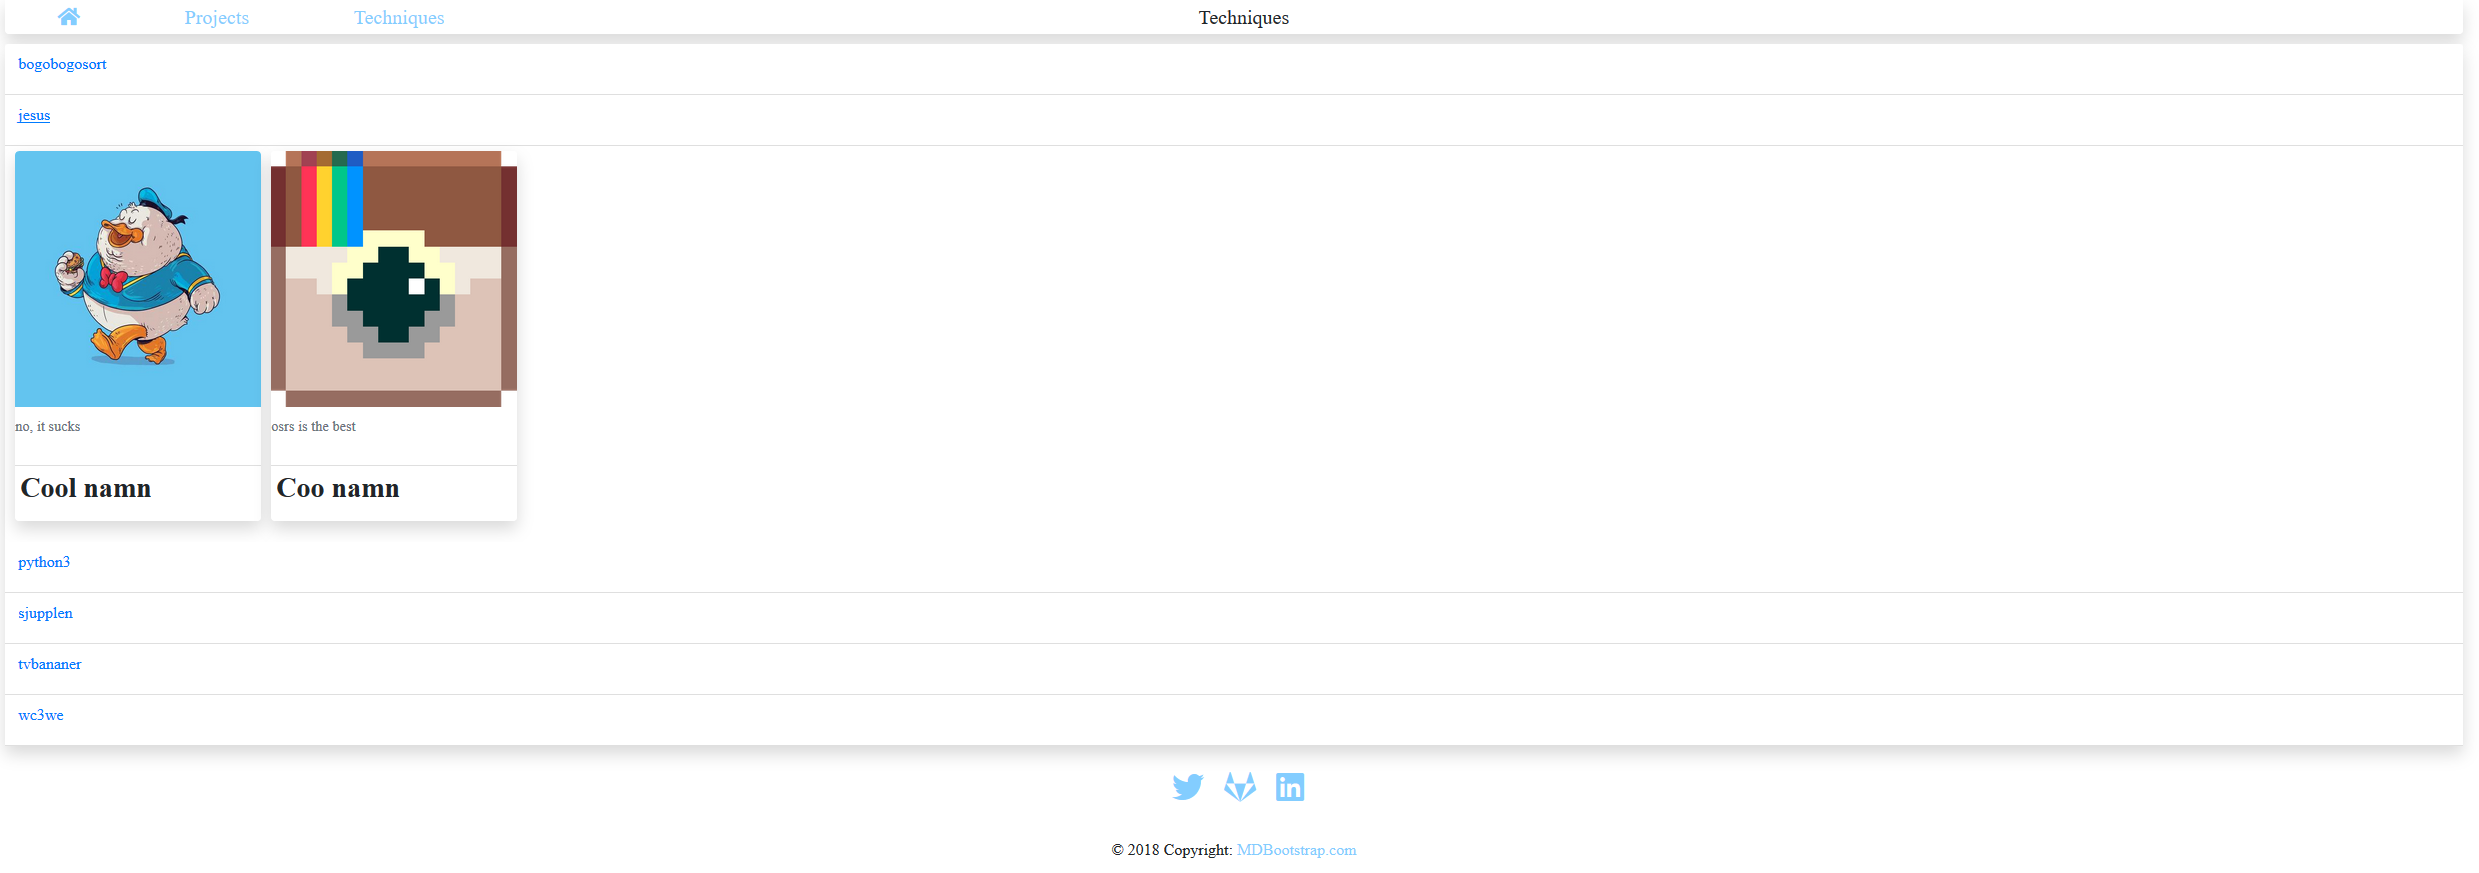 Projects Techniques Techniques
bogobogosort
jesus
no, it sucks
Cool namn
osrs is the best
Coo namn
python3
sjupplen
tvbananer
wc3we
© 2018 Copyright: MDBootstrap.com